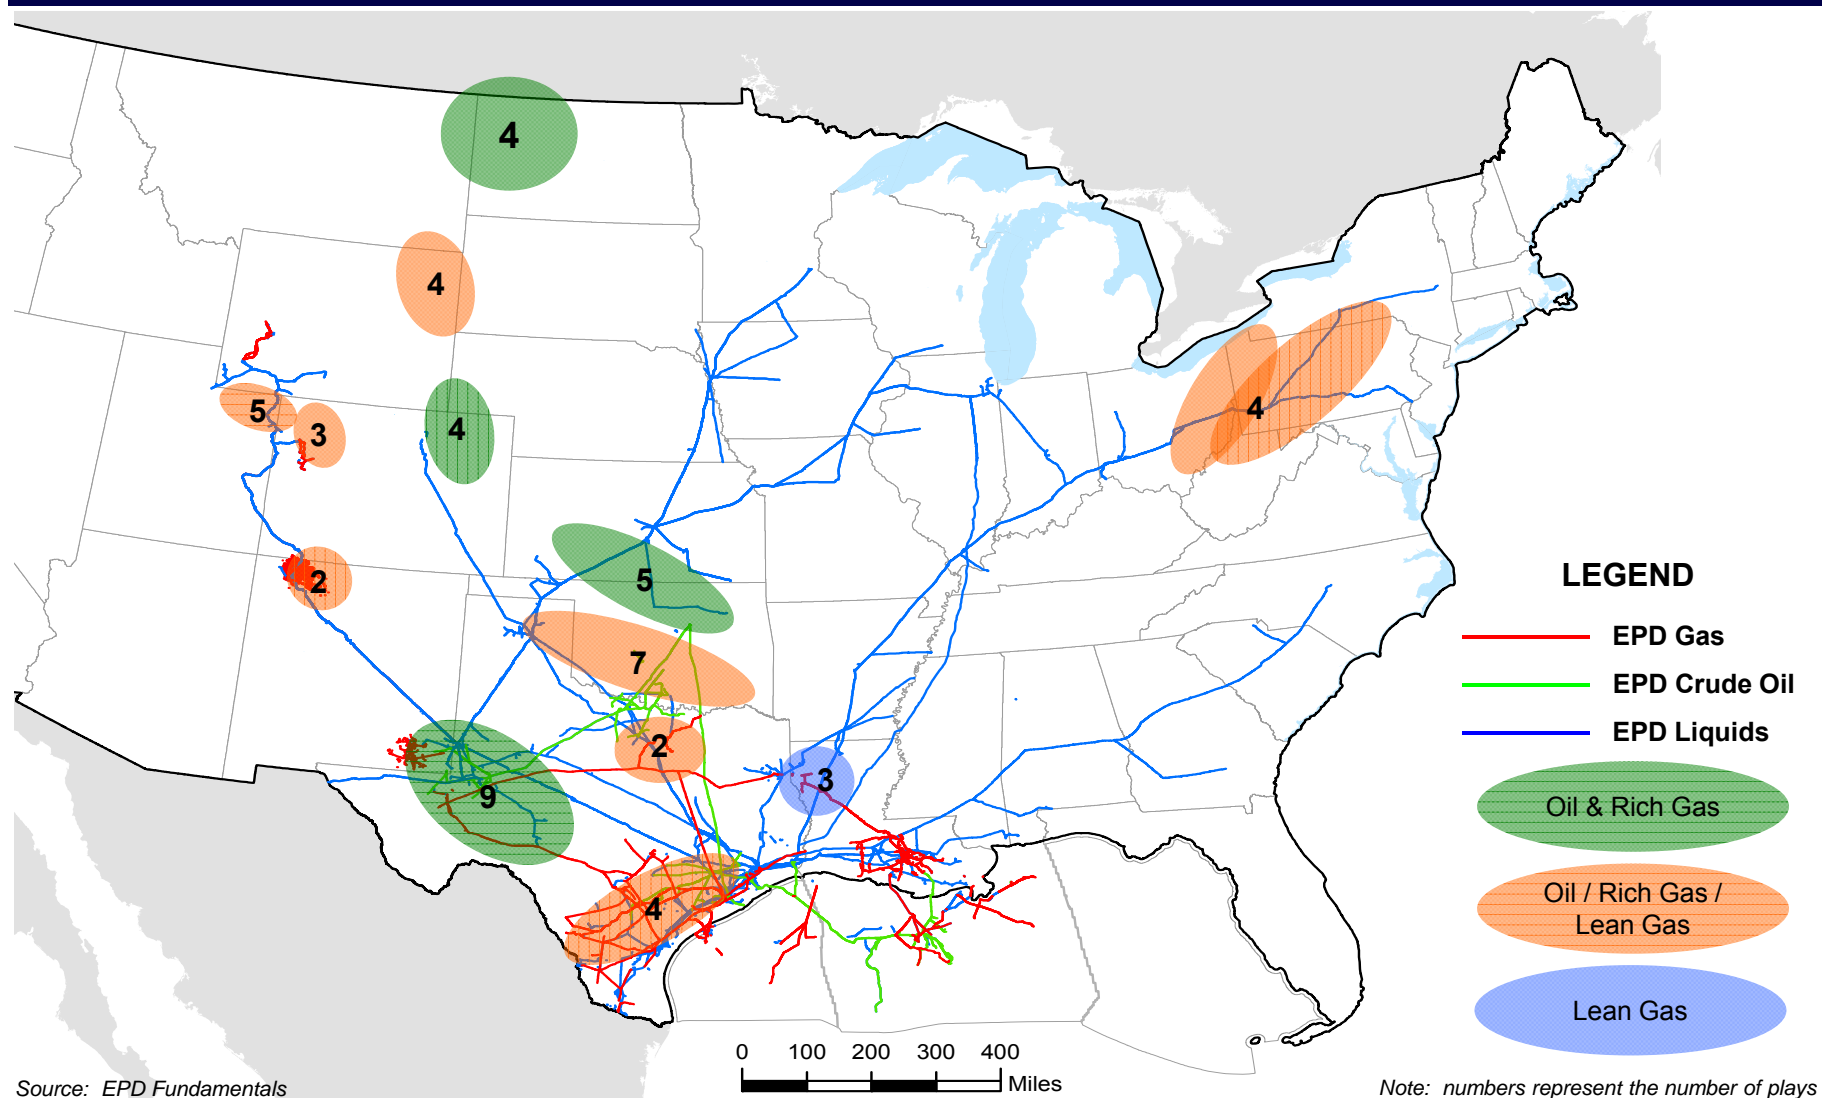 4
4
5
3
4
4
2
5
7
2
3
9
4
LEGEND
EPD Gas
EPD Crude Oil
EPD Liquids
Oil & Rich Gas
Oil / Rich Gas /
Lean Gas
Lean Gas
0 100 200 300 400
Miles
Source: EPD Fundamentals
Note: numbers represent the number of plays